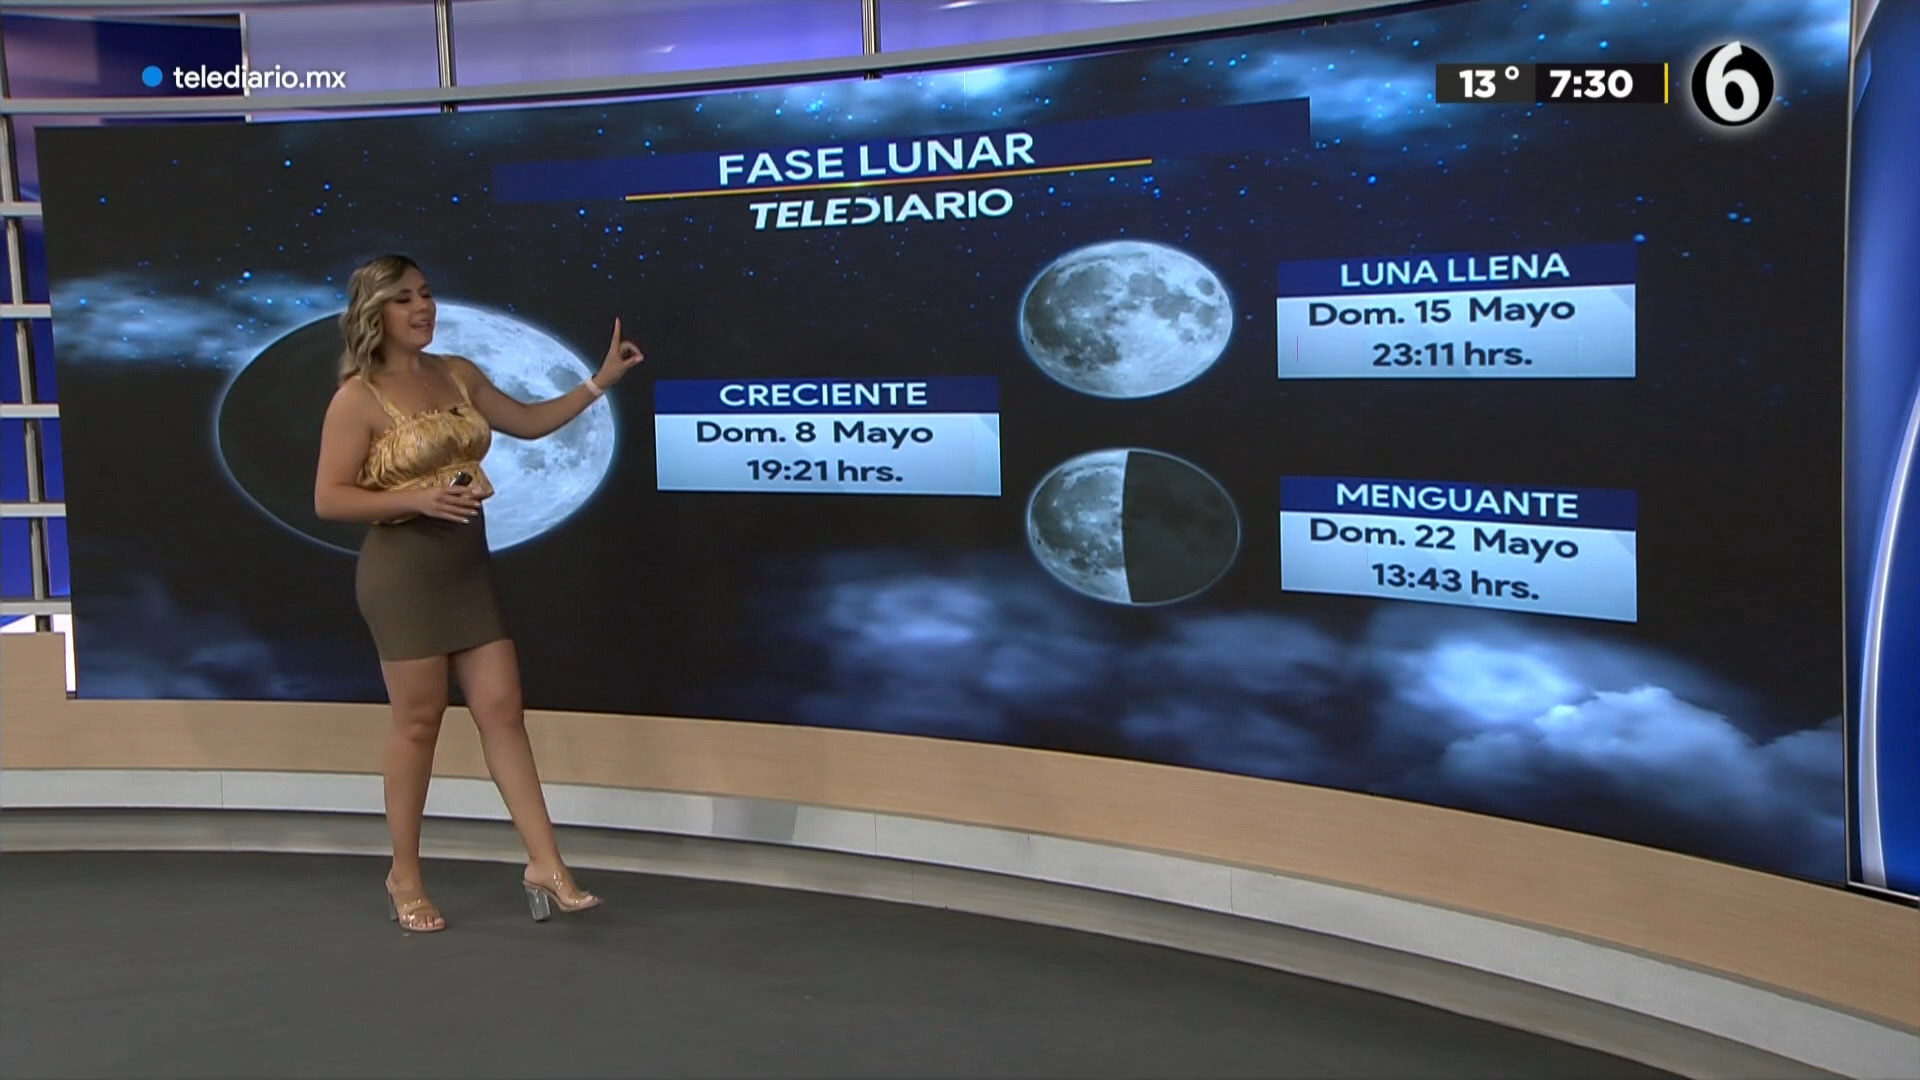 telediario.mx
13° 7:30
6
FASE LUNAR
TELEDIARIO
CRECIENTE
Dom. 8 Mayo
19:21 hrs.
LUNA LLENA
Dom. 15 Mayo
23:11 hrs.
MENGUANTE
Dom. 22 Mayo
13:43 hrs.